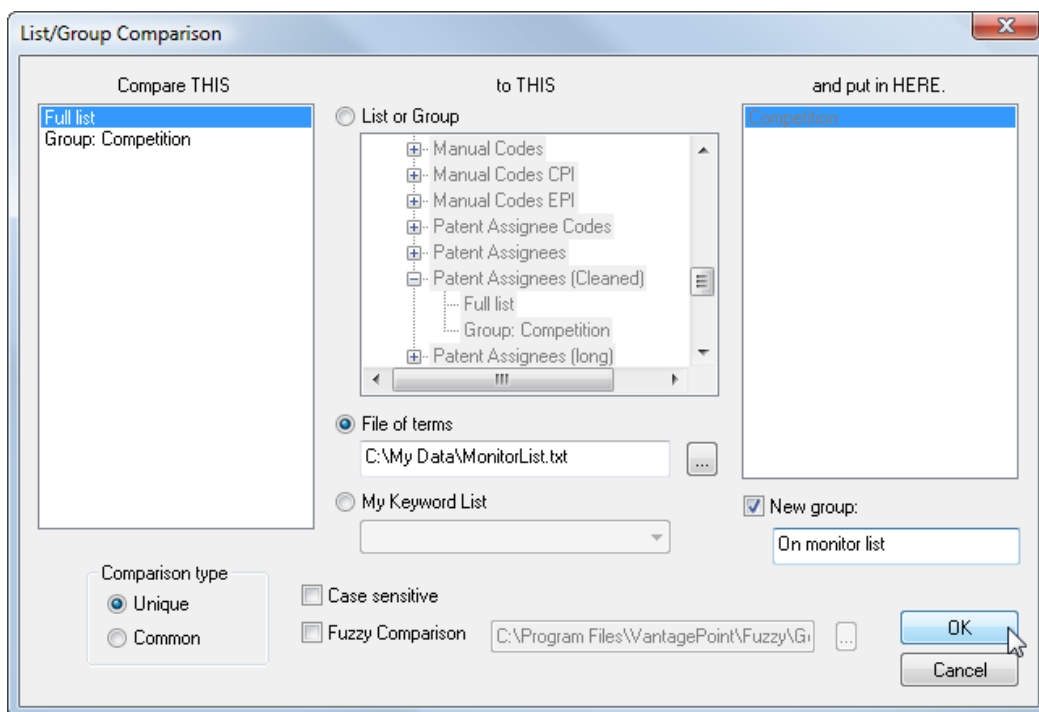 List/Group Comparison
Compare THIS
to THIS
and put in HERE.
Full list
Group: Competition
List or Group
Manual Codes
Manual Codes CPI
Manual Codes EPI
Patent Assignee Codes
Patent Assignees
Patent Assignees (Cleaned)
Full list
Group: Competition
Patent Assignees (long)
Competition
File of terms
C:\My Data\MonitorList.txt
...
My Keyword List
New group:
On monitor list
Comparison type
Unique
Common
Case sensitive
Fuzzy Comparison
C:\Program Files\VantagePoint\Fuzzy\G
...
OK
Cancel